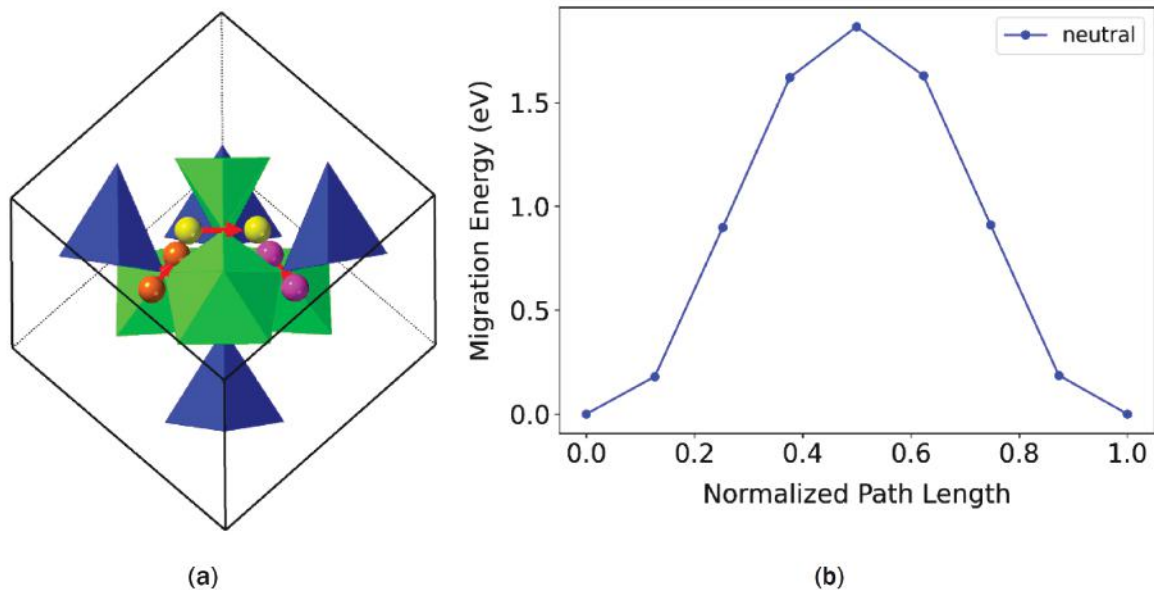 neutral
Migration Energy (eV)
1.5
1.0
0.5
0.0
0.0 0.2 0.4 0.6 0.8 1.0
Normalized Path Length
(a) (b)